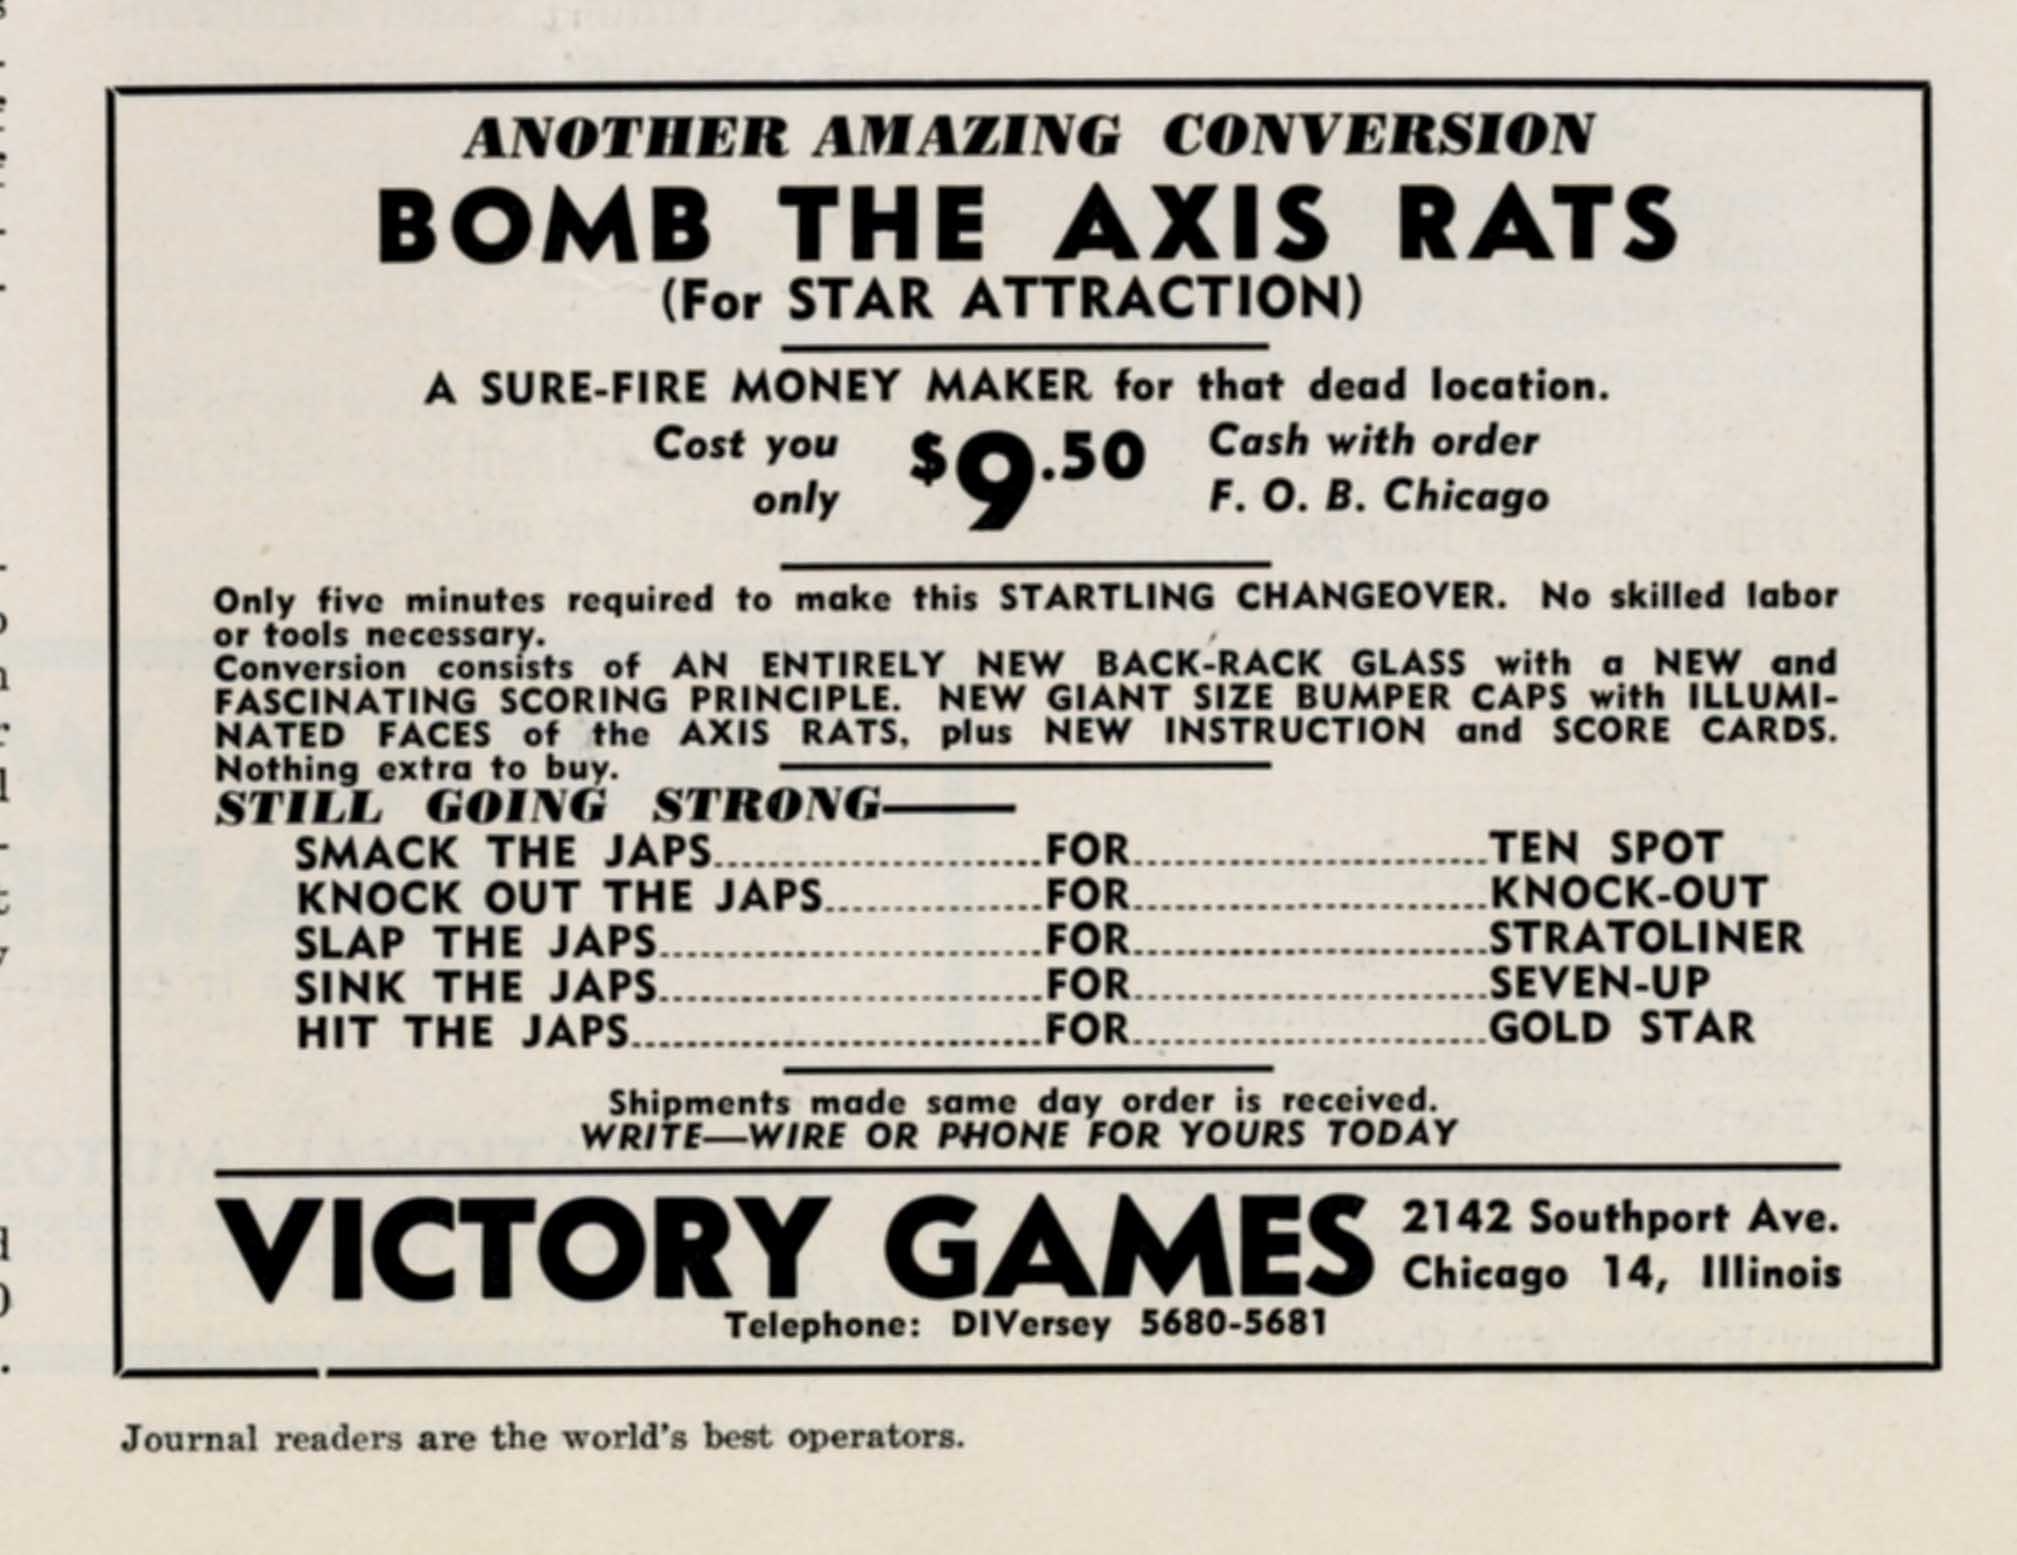 ANOTHER AMAZING CONVERSION
BOMB THE AXIS RATS
(For STAR ATTRACTION)
A SURE-FIRE MONEY MAKER for that dead location.
Cost you only $9.50 Cash with order F. O. B. Chicago
Only five minutes required to make this STARTLING CHANGEOVER. No skilled labor
or tools necessary.
Conversion consists of AN ENTIRELY NEW BACK-RACK GLASS with a NEW and
FASCINATING SCORING PRINCIPLE. NEW GIANT SIZE BUMPER CAPS with ILLUMI-
NATED FACES of the AXIS RATS, plus NEW INSTRUCTION and SCORE CARDS.
Nothing extra to buy.
STILL GOING STRONG——
SMACK THE JAPS........................FOR..........................TEN SPOT
KNOCK OUT THE JAPS................FOR..........................KNOCK-OUT
SLAP THE JAPS............................FOR..........................STRATOLINER
SINK THE JAPS............................FOR..........................SEVEN-UP
HIT THE JAPS..............................FOR..........................GOLD STAR
Shipments made same day order is received.
WRITE—WIRE OR PHONE FOR YOURS TODAY
VICTORY GAMES
2142 Southport Ave.
Chicago 14, Illinois
Telephone: DIVersey 5680-5681
Journal readers are the world's best operators.